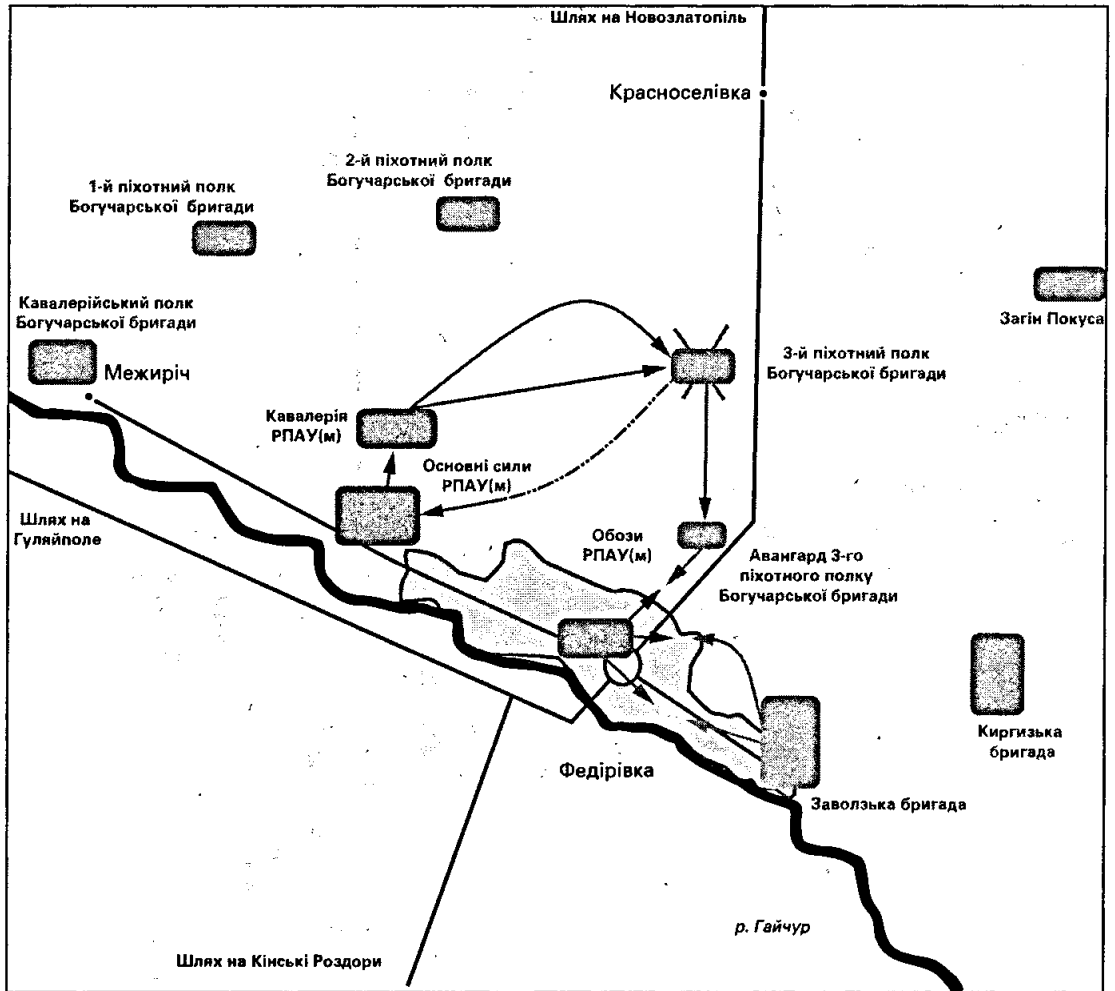 Шлях на Новозлатопіль
Красноселівка
2-й піхотний полк
Богучарської бригади
1-й піхотний полк
Богучарської бригади
Загін Покуса
Кавалерійський полк
Богучарської бригади
Межиріч
3-й піхотний полк
Богучарської бригади
Кавалерія
РПАУ(м)
Основні сили
РПАУ(м)
Шлях на
Гуляйполе
Обози
РПАУ(м)
Авангард 3-го
піхотного полку
Богучарської бригади
Киргизька
бригада
Федірівка
Заволзька бригада
р. Гайчур
Шлях на Кінські Роздори